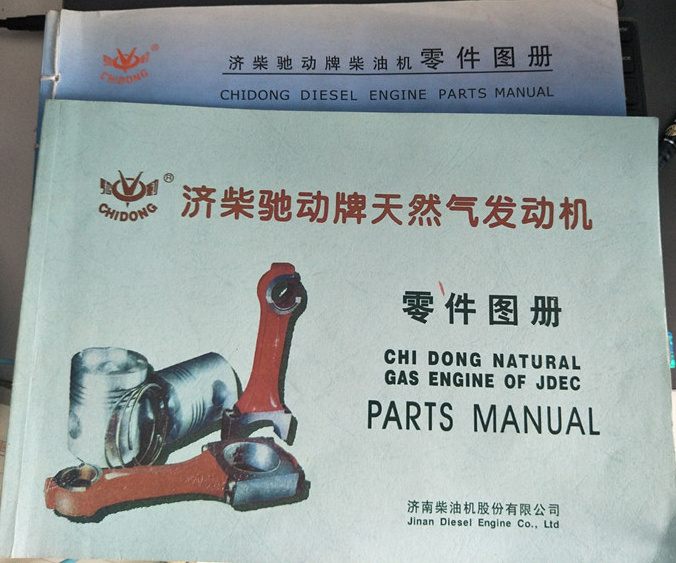 CHIDONG
®
济柴驰动牌柴油机 零件图册
CHIDONG DIESEL ENGINE PARTS MANUAL
®
CHIDONG
济柴驰动牌天然气发动机
零件图册
CHI DONG NATURAL
GAS ENGINE OF JDEC
PARTS MANUAL
济南柴油机股份有限公司
Jinan Diesel Engine Co., Ltd